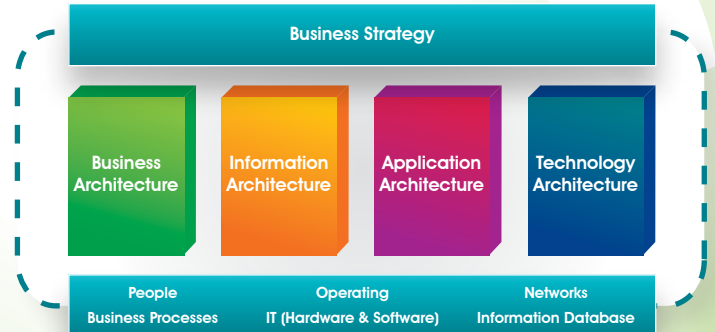 Business Strategy
Business
Architecture
Information
Architecture
Application
Architecture
Technology
Architecture
People
Operating
Networks
Business Processes
IT (Hardware & Software)
Information Database